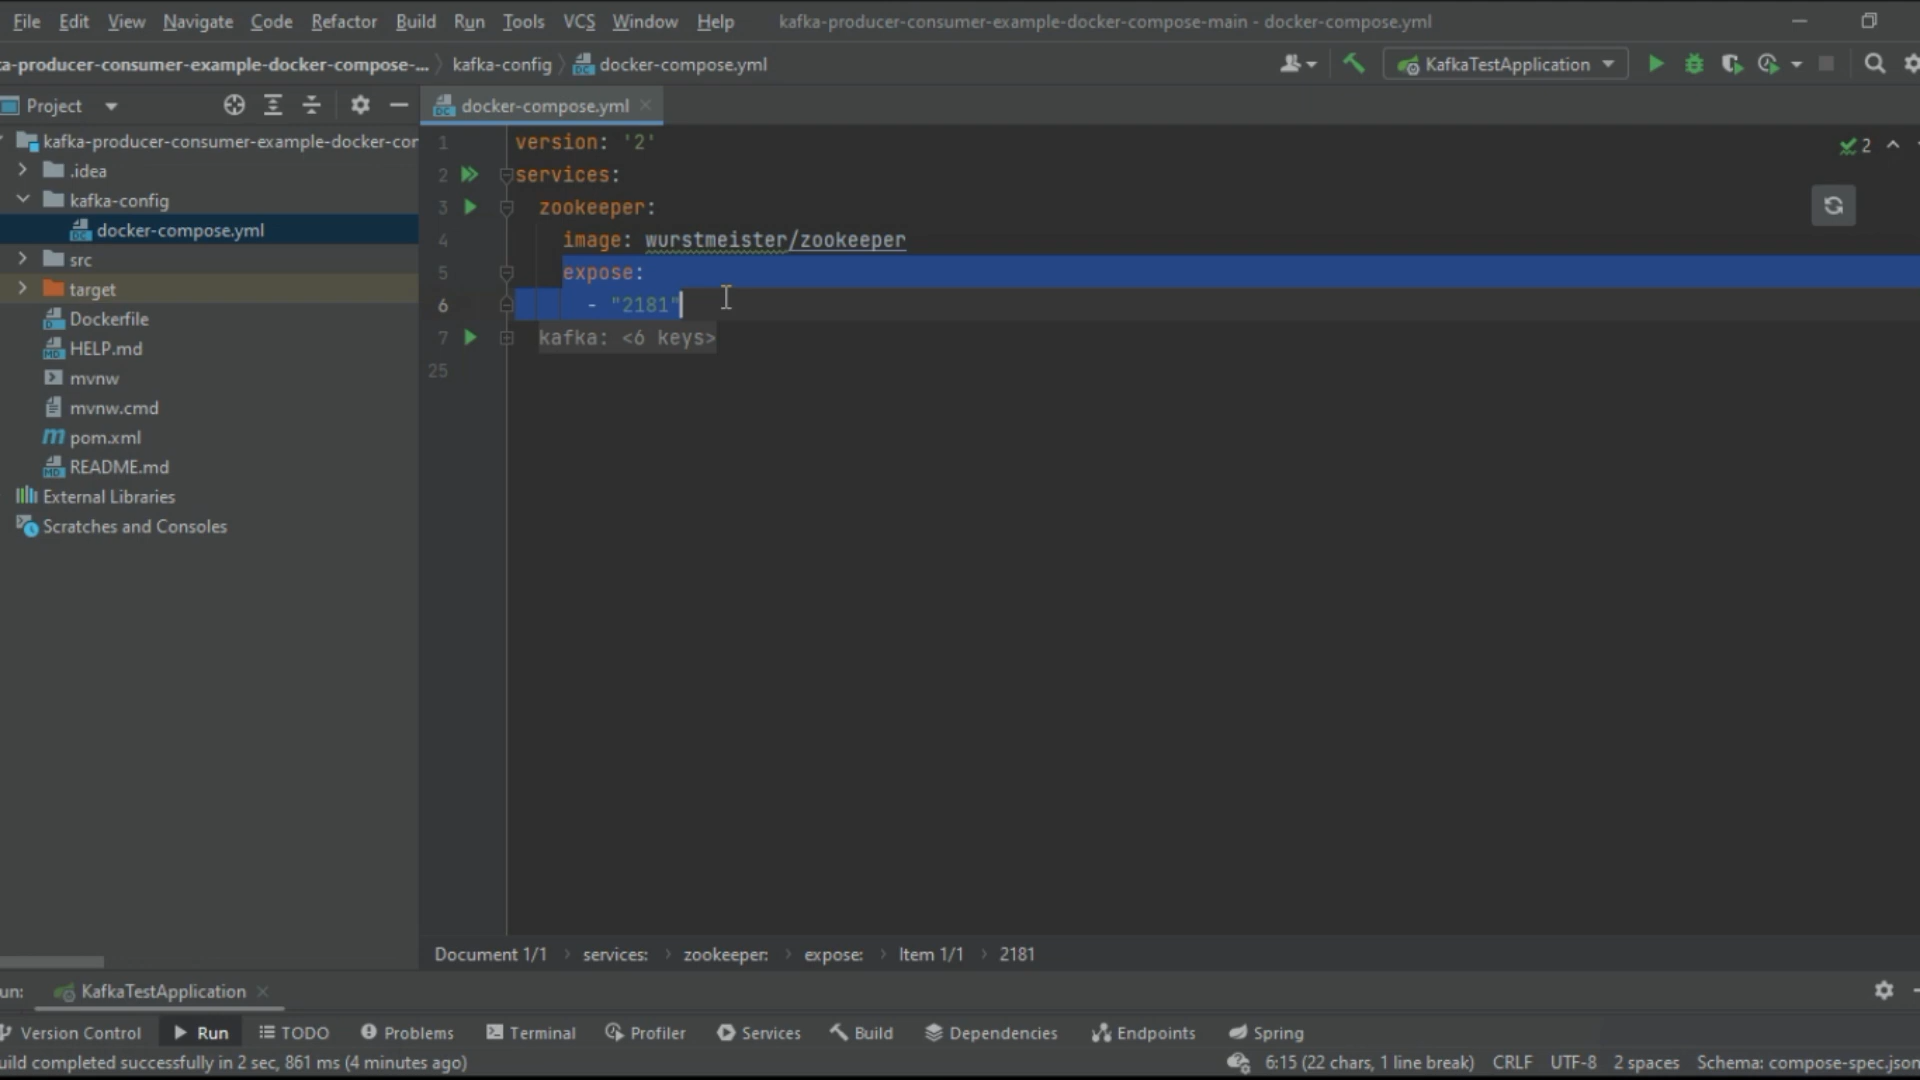 File Edit View Navigate Code Refactor Build Run Tools VCS Window Help kafka-producer-consumer-example-docker-compose-main - docker-compose.yml
a-producer-consumer-example-docker-compose-... kafka-config docker-compose.yml KafkaTestApplication
Project docker-compose.yml
kafka-producer-consumer-example-docker-cor
.idea
kafka-config
docker-compose.yml
src
target
Dockerfile
HELP.md
mvnw
mvnw.cmd
pom.xml
README.md
External Libraries
Scratches and Consoles
1 version: '2'
2 services:
3 zookeeper:
4 image: wurstmeister/zookeeper
5 expose:
6 - "2181"
7 kafka: <6 keys>
25
2
Document 1/1 services: zookeeper: expose: Item 1/1 2181
un: KafkaTestApplication
Version Control Run TODO Problems Terminal Profiler Services Build Dependencies Endpoints Spring
uild completed successfully in 2 sec, 861 ms (4 minutes ago) 6:15 (22 chars, 1 line break) CRLF UTF-8 2 spaces Schema: compose-spec.json